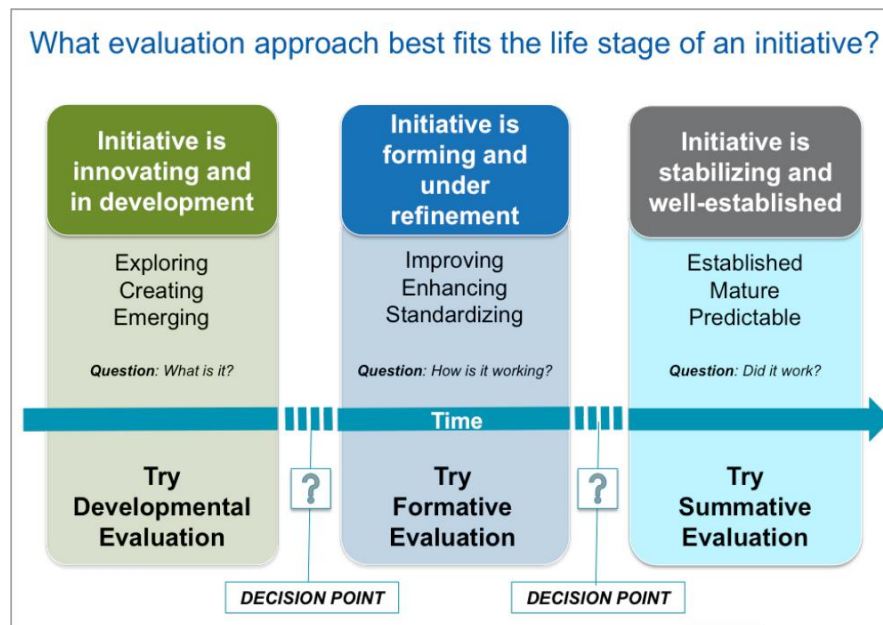 What evaluation approach best fits the life stage of an initiative?
Initiative is
innovating and
in development
Exploring
Creating
Emerging
Question: What is it?
Try
Developmental
Evaluation
Initiative is
forming and
under
refinement
Improving
Enhancing
Standardizing
Question: How is it working?
Time
Try
Formative
Evaluation
Initiative is
stabilizing and
well-established
Established
Mature
Predictable
Question: Did it work?
Try
Summative
Evaluation
?
DECISION POINT
?
DECISION POINT